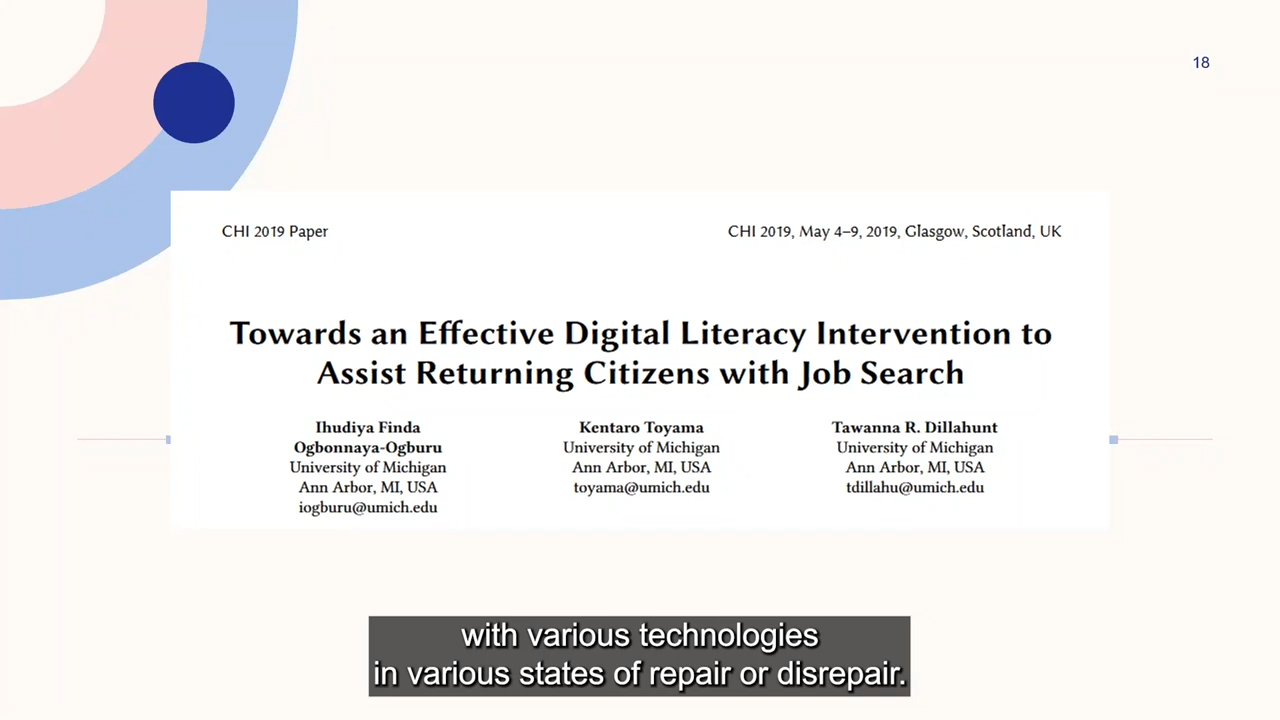 18
CHI 2019 Paper
CHI 2019, May 4–9, 2019, Glasgow, Scotland, UK
Towards an Effective Digital Literacy Intervention to
Assist Returning Citizens with Job Search
Ihudiya Finda
Ogbonnaya-Ogburu
University of Michigan
Ann Arbor, MI, USA
iogburu@umich.edu
Kentaro Toyama
University of Michigan
Ann Arbor, MI, USA
toyama@umich.edu
Tawanna R. Dillahunt
University of Michigan
Ann Arbor, MI, USA
tdillahu@umich.edu
with various technologies
in various states of repair or disrepair.